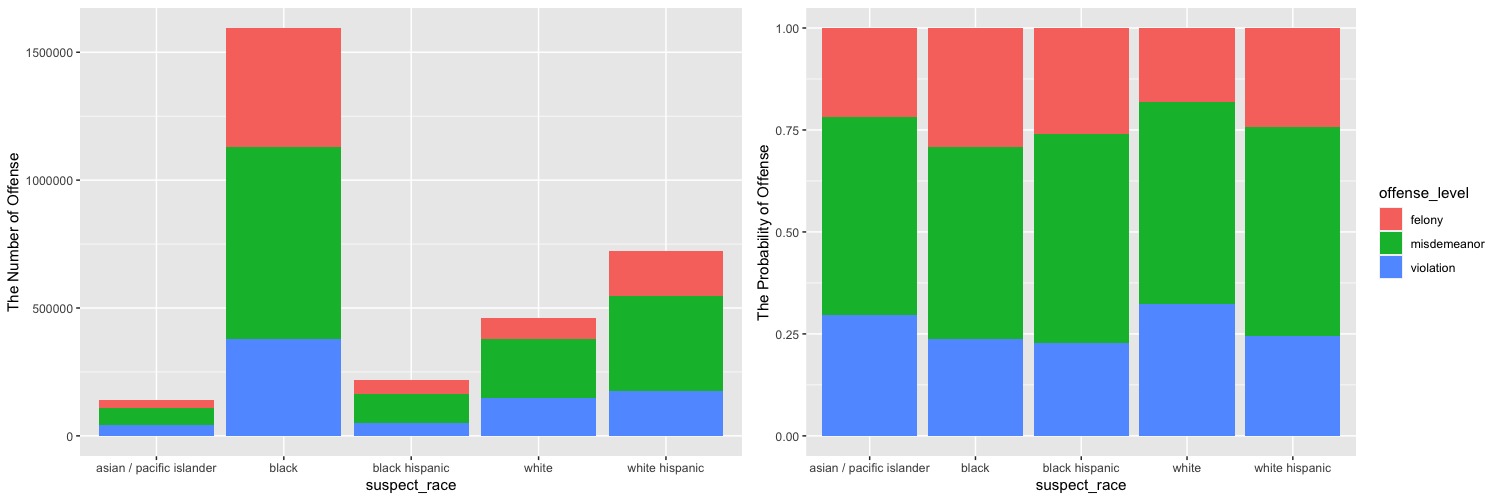 The Number of Offense
1500000
1000000
500000
0
asian / pacific islander black black hispanic white white hispanic
suspect_race
The Probability of Offense
1.00
0.75
0.50
0.25
0.00
asian / pacific islander black black hispanic white white hispanic
suspect_race
offense_level
felony
misdemeanor
violation